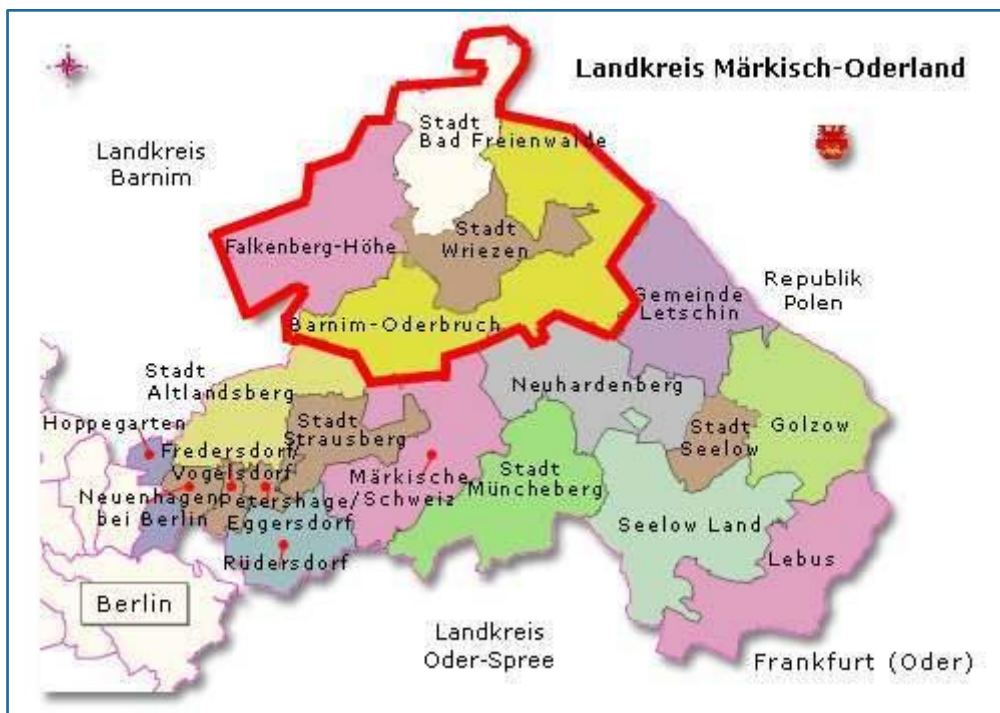 Landkreis Märkisch-Oderland
Stadt
Bad Freienwalde
Landkreis
Barnim
Stadt
Wriezen
Falkenberg-Höhe
Republik
Polen
Gemeinde
Letschin
Barnim-Oderbruch
Stadt
Altlandsberg
Neuhardenberg
Hoppegarten
Stadt
Strausberg
Stadt
Seelow
Golzow
Fredersdorf/
Vogelsdorf
Märkische
Schweiz
Stadt
Müncheberg
Neuenhagen
bei Berlin
Petershage/
Eggersdorf
Seelow Land
Rüdersdorf
Lebus
Berlin
Landkreis
Oder-Spree
Frankfurt (Oder)